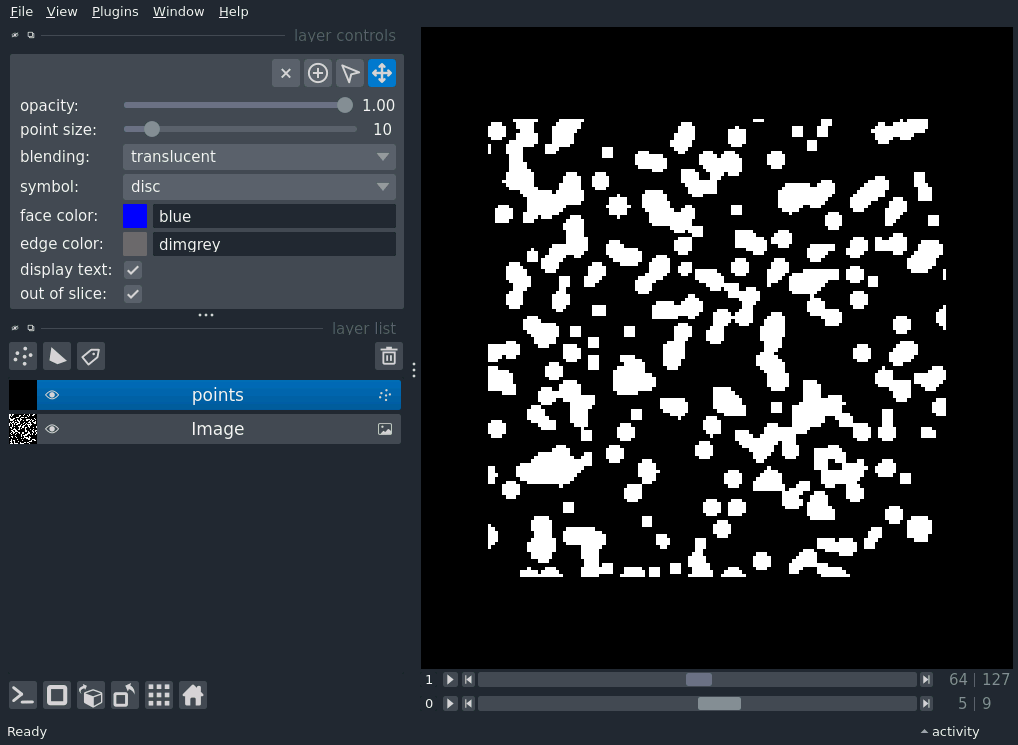 File View Plugins Window Help
layer controls
opacity: 1.00
point size: 10
blending: translucent
symbol: disc
face color: blue
edge color: dimgrey
display text:
out of slice:
layer list
points
Image
1 64 | 127
0 5 | 9
Ready activity